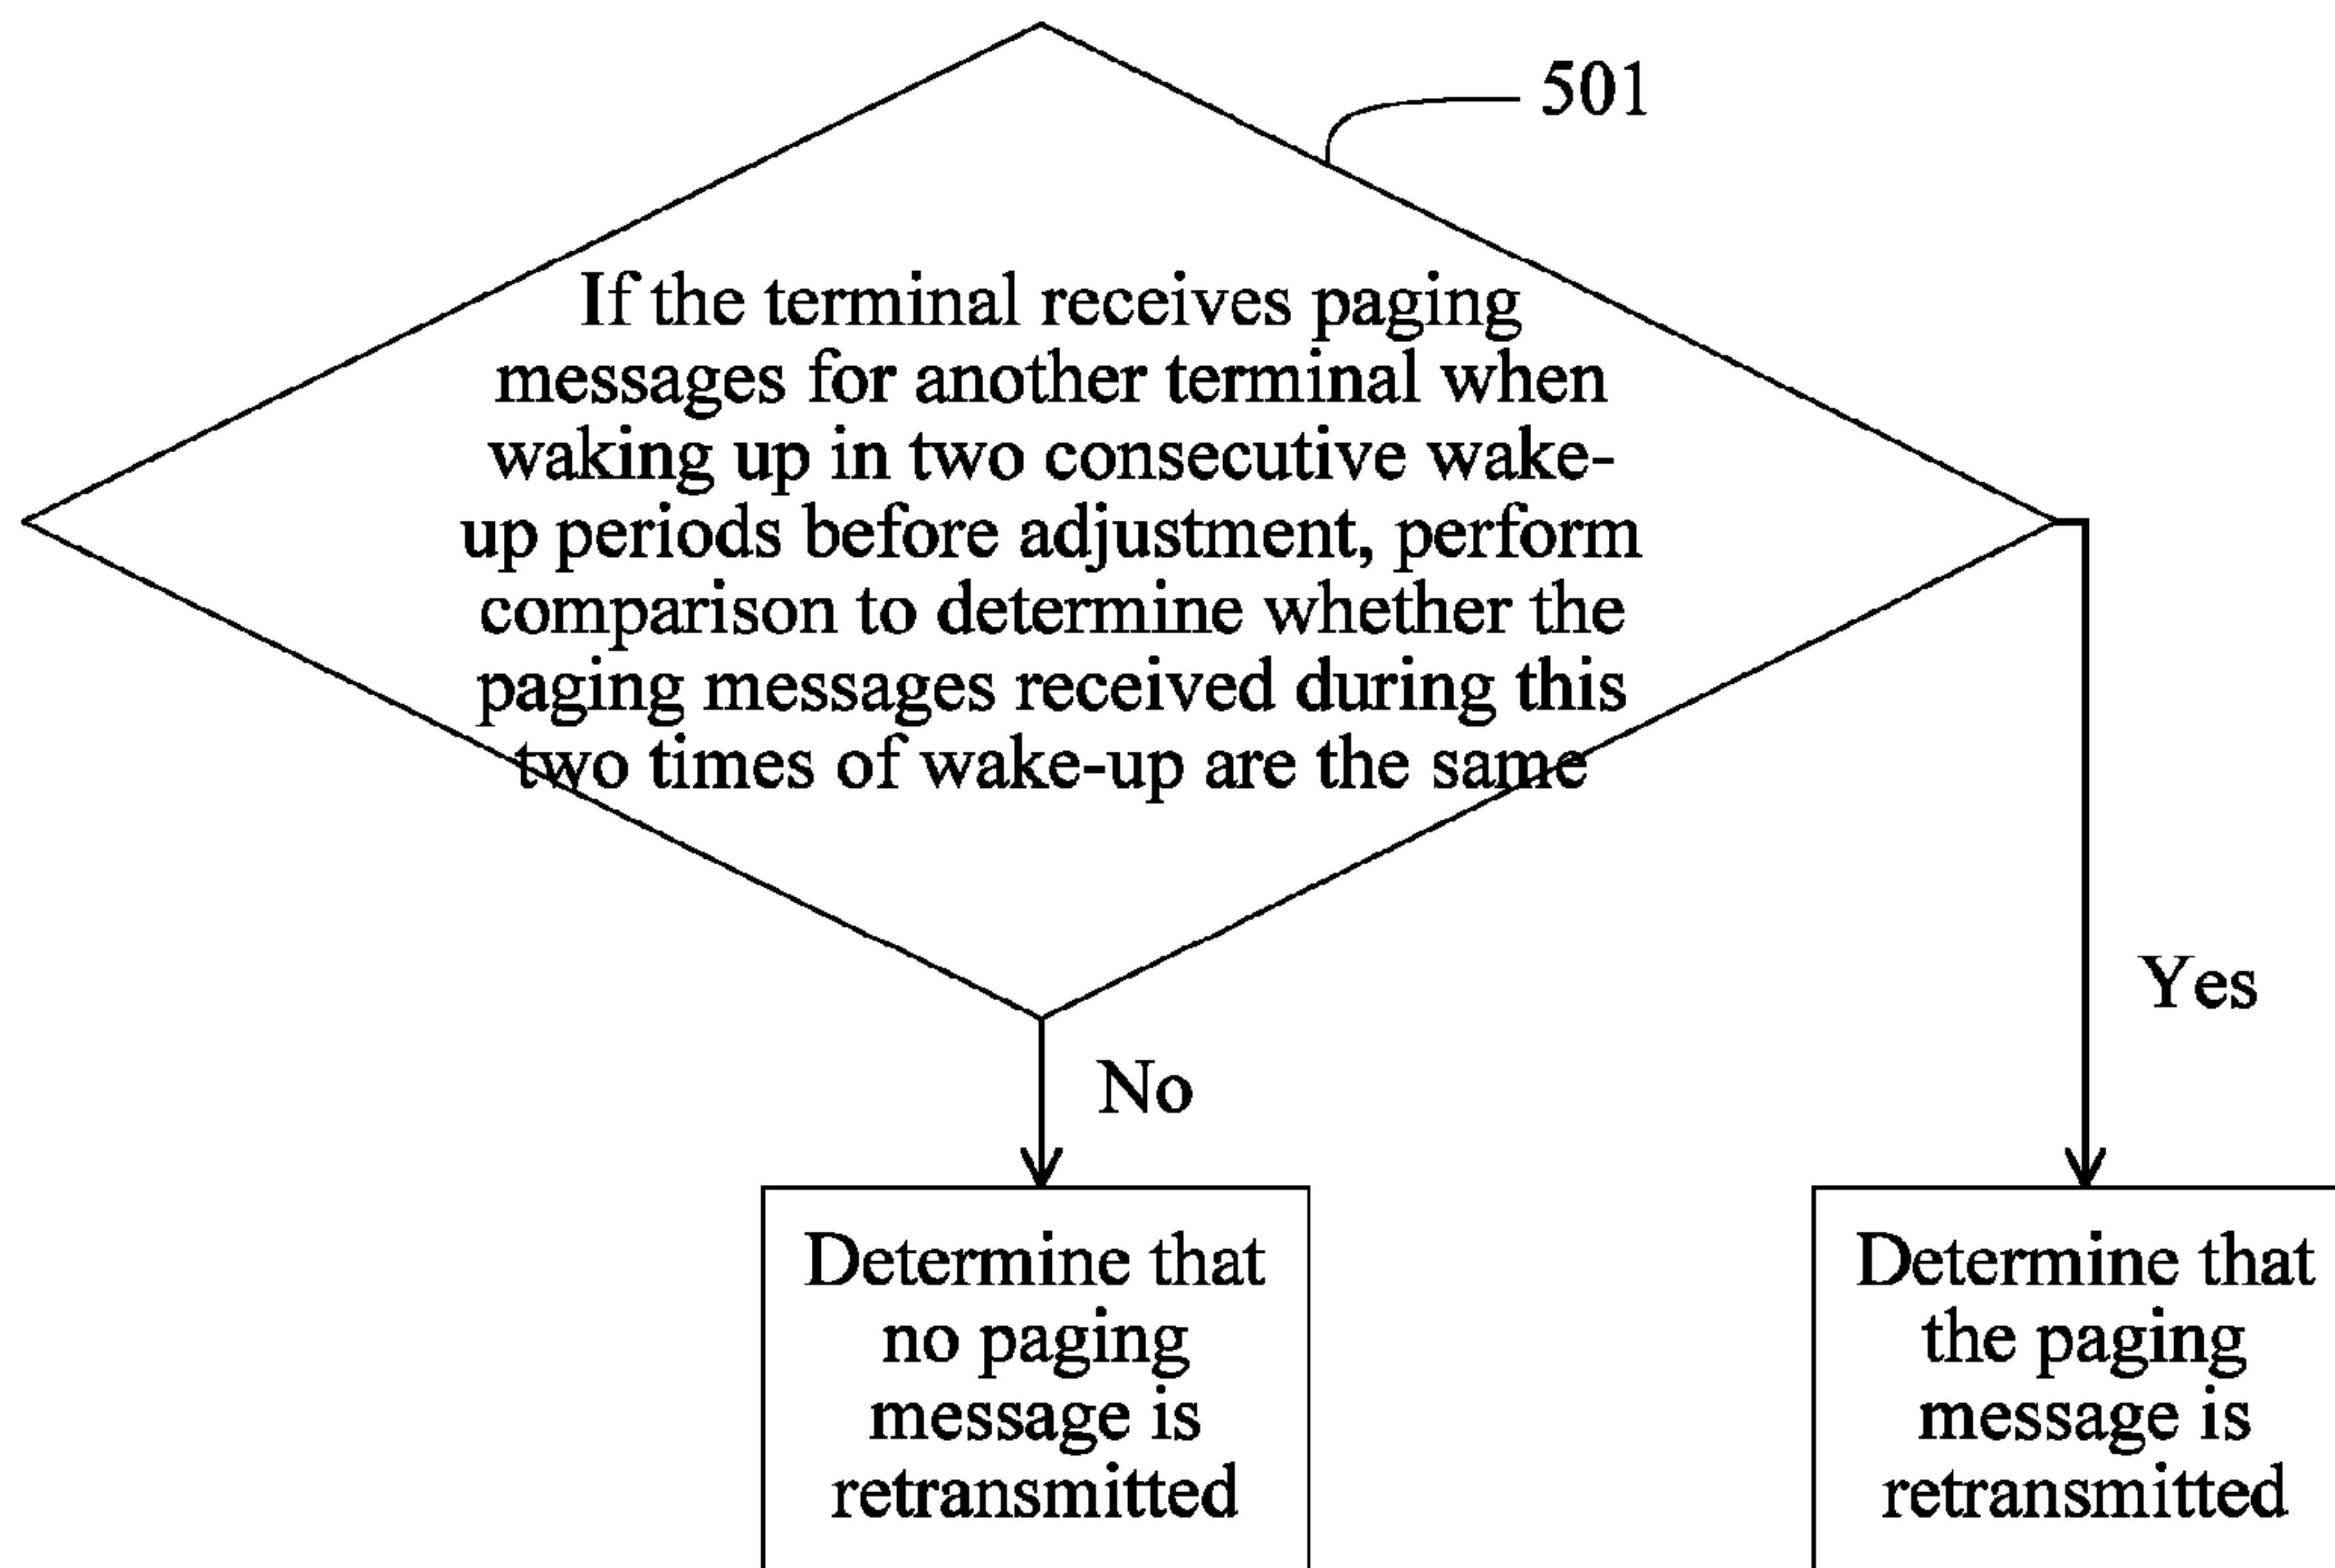 501
If the terminal receives paging
messages for another terminal when
waking up in two consecutive wake-
up periods before adjustment, perform
comparison to determine whether the
paging messages received during this
two times of wake-up are the same
Yes
No
Determine that
no paging
message is
retransmitted
Determine that
the paging
message is
retransmitted